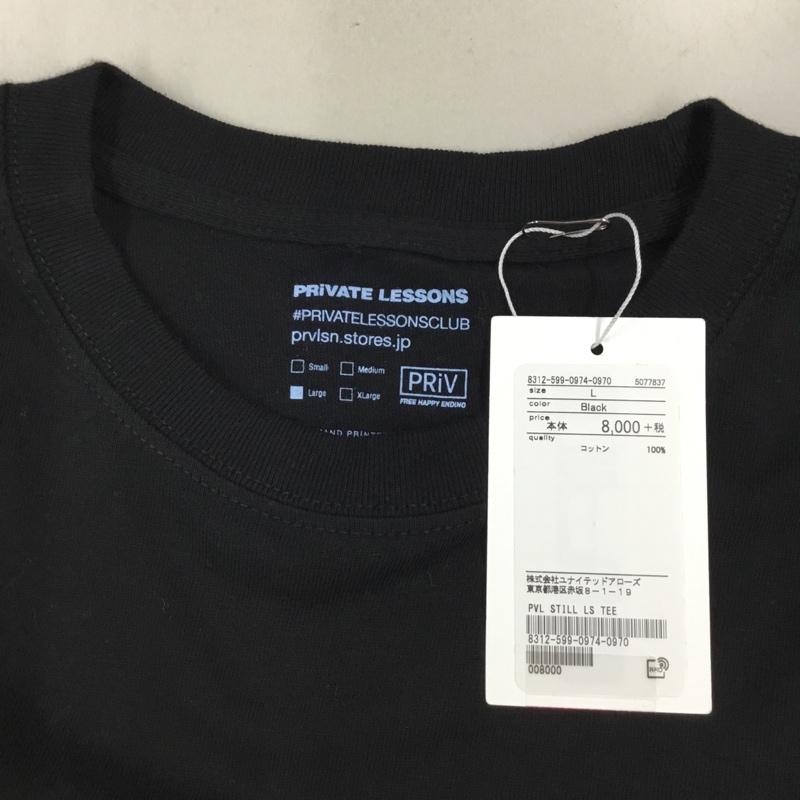 PRiVATE LESSONS
#PRIVATELESSONSCLUB
prvlsn.stores.jp
Small Medium
Large XLarge
PRiV
FREE HAPPY ENDING
HAND PRINTE
8312-599-0974-0970 5077837
size L
color Black
price 本体 8,000 +税
quality
コットン 100%
株式会社ユナイテッドアローズ
東京都港区赤坂8-1-19
PVL STILL LS TEE
8312-599-0974-0970
008000
RFID